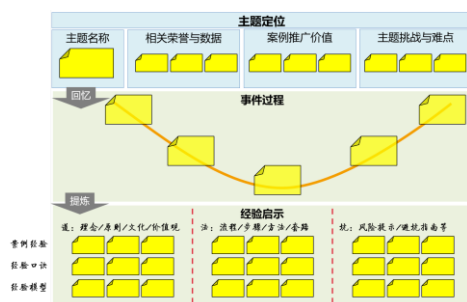 主题定位
主题名称 相关荣誉与数据 案例推广价值 主题挑战与难点
回忆
事件过程
提炼
经验启示
道：理念/原则/文化/价值观 法：流程/步骤/方法/套路 坑：风险提示/避坑指南等
案例经验
经验口诀
经验模型